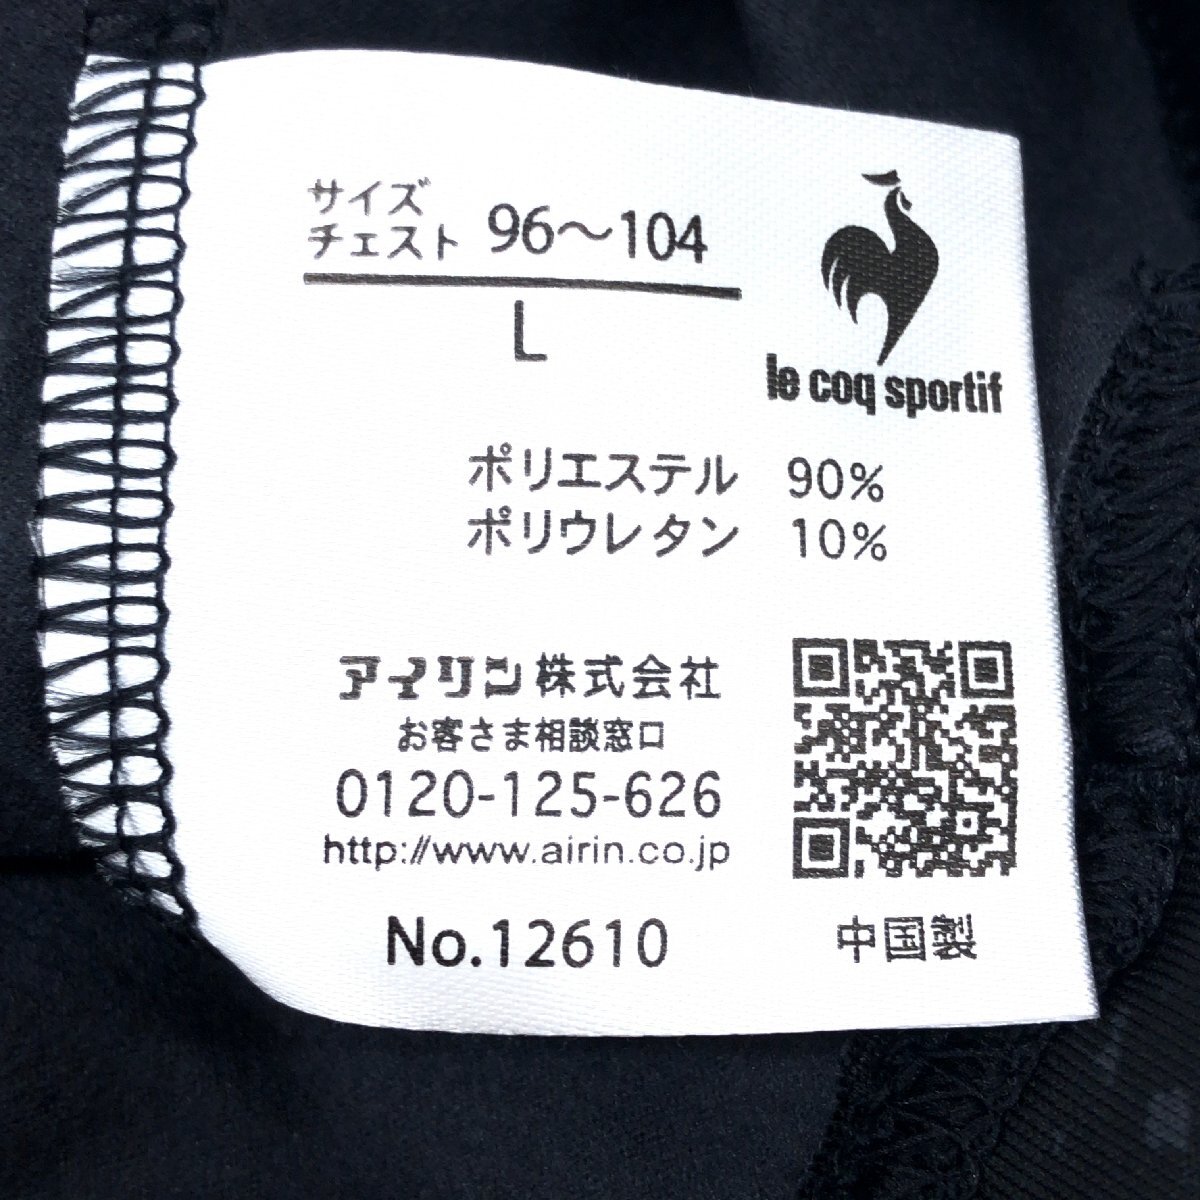 サイズ
チェスト 96～104
L
le coq sportif
ポリエステル 90%
ポリウレタン 10%
アイリン株式会社
お客さま相談窓口
0120-125-626
http://www.airin.co.jp
No.12610
中国製